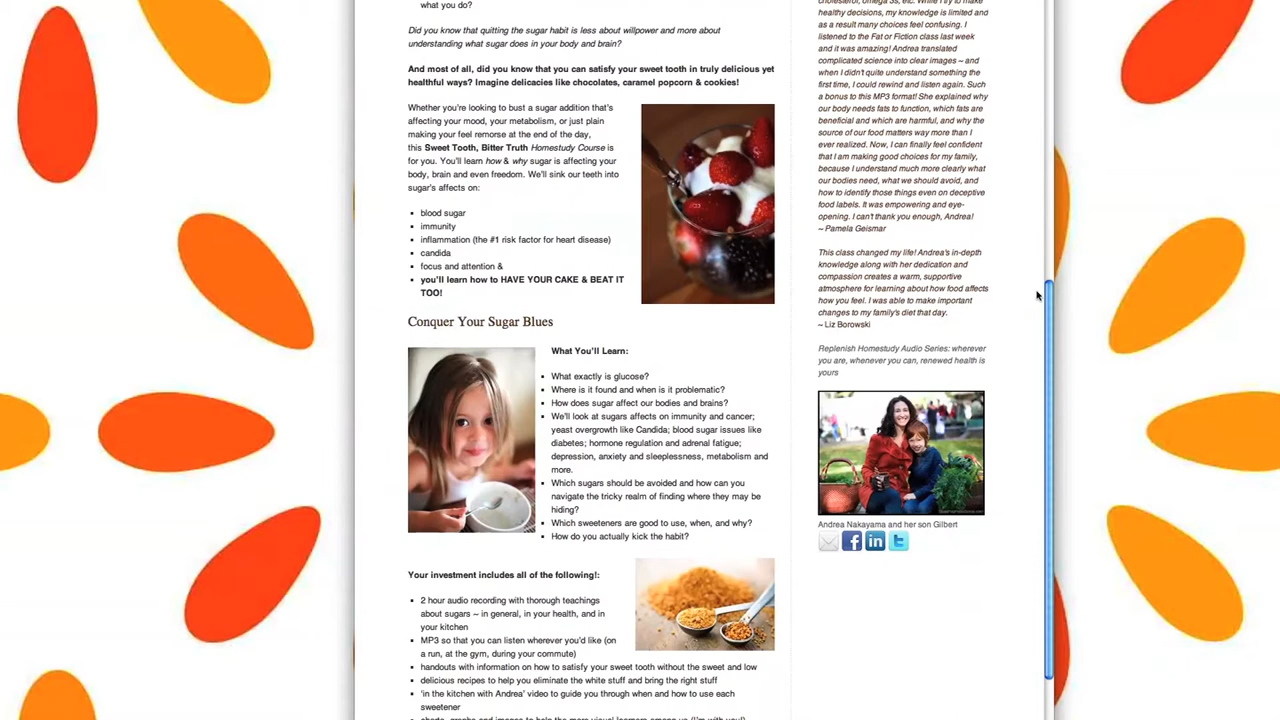 what you do?
Did you know that quitting the sugar habit is less about willpower and more about
understanding what sugar does in your body and brain?
And most of all, did you know that you can satisfy your sweet tooth in truly delicious yet
healthful ways? Imagine delicacies like chocolates, caramel popcorn & cookies!
Whether you're looking to bust a sugar addition that's
affecting your mood, your metabolism, or just plain
making your feel remorse at the end of the day,
this Sweet Tooth, Bitter Truth Homestudy Course is
for you. You'll learn how & why sugar is affecting your
body, brain and even freedom. We'll sink our teeth into
sugar's affects on:
blood sugar
immunity
inflammation (the #1 risk factor for heart disease)
candida
focus and attention &
you'll learn how to HAVE YOUR CAKE & BEAT IT
TOO!
Conquer Your Sugar Blues
What You'll Learn:
What exactly is glucose?
Where is it found and when is it problematic?
How does sugar affect our bodies and brains?
We'll look at sugars affects on immunity and cancer;
yeast overgrowth like Candida; blood sugar issues like
diabetes; hormone regulation and adrenal fatigue;
depression, anxiety and sleeplessness, metabolism and
more.
Which sugars should be avoided and how can you
navigate the tricky realm of finding where they may be
hiding?
Which sweeteners are good to use, when, and why?
How do you actually kick the habit?
Your investment includes all of the following!:
2 hour audio recording with thorough teachings
about sugars ~ in general, in your health, and in
your kitchen
MP3 so that you can listen wherever you'd like (on
a run, at the gym, during your commute)
handouts with information on how to satisfy your sweet tooth without the sweet and low
delicious recipes to help you eliminate the white stuff and bring the right stuff
'in the kitchen with Andrea' video to guide you through when and how to use each
sweetener
charts, graphs and images to help the more visual learners among us (I'm with you!)
cholesterol, omega 3s, etc. While I try to make
healthy decisions, my knowledge is limited and
as a result many choices feel confusing. I
listened to the Fat or Fiction class last week
and it was amazing! Andrea translated
complicated science into clear images ~ and
when I didn't quite understand something the
first time, I could rewind and listen again. Such
a bonus to this MP3 format! She explained why
our body needs fats to function, which fats are
beneficial and which are harmful, and why the
source of our food matters way more than I
ever realized. Now, I can finally feel confident
that I am making good choices for my family,
because I understand much more clearly what
our bodies need, what we should avoid, and
how to identify those things even on deceptive
food labels. It was empowering and eye-
opening. I can't thank you enough, Andrea!
~ Pamela Geismar
This class changed my life! Andrea's in-depth
knowledge along with her dedication and
compassion creates a warm, supportive
atmosphere for learning about how food affects
how you feel. I was able to make important
changes to my family's diet that day.
~ Liz Borowski
Replenish Homestudy Audio Series: wherever
you are, whenever you can, renewed health is
yours
Andrea Nakayama and her son Gilbert